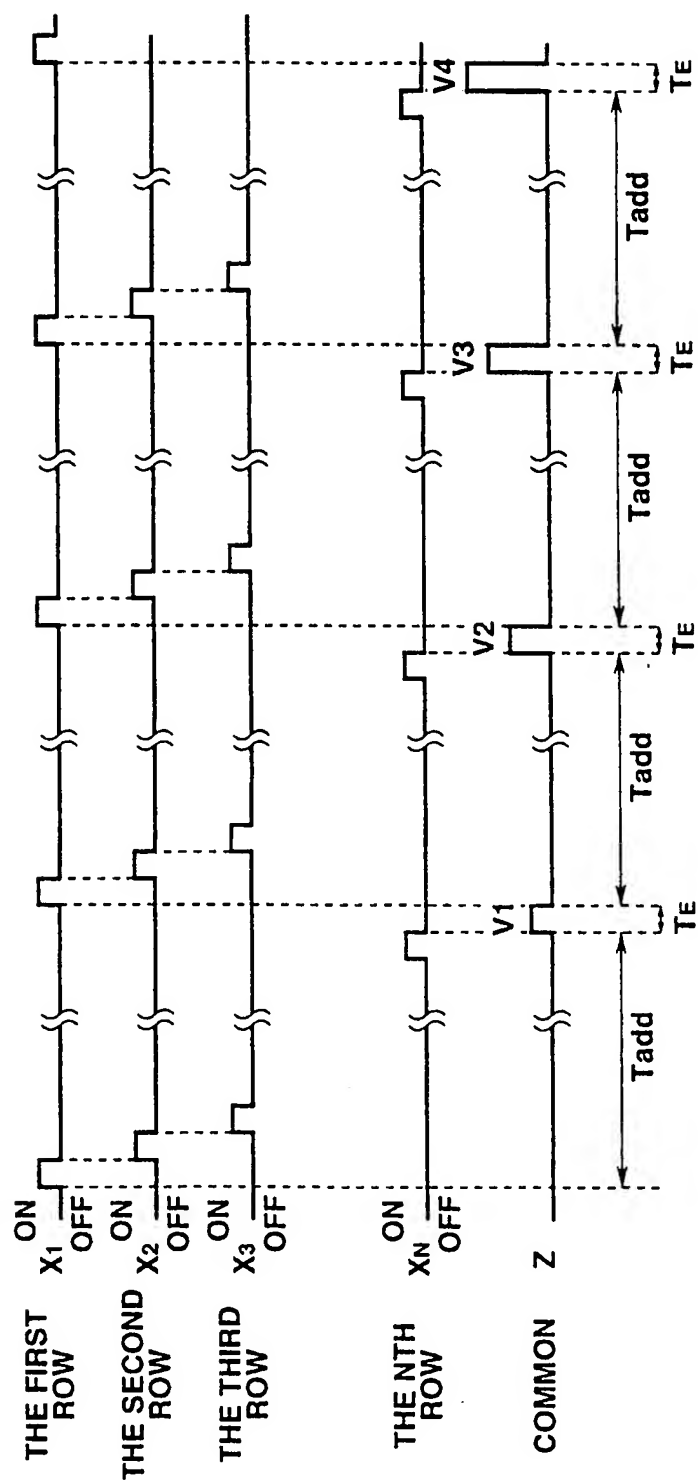 THE FIRST
ROW
X1
ON
OFF
THE SECOND
ROW
X2
ON
OFF
THE THIRD
ROW
X3
ON
OFF
THE NTH
ROW
XN
ON
OFF
COMMON
Z
V1
V2
V3
V4
Tadd
TE
Tadd
TE
Tadd
TE
Tadd
TE